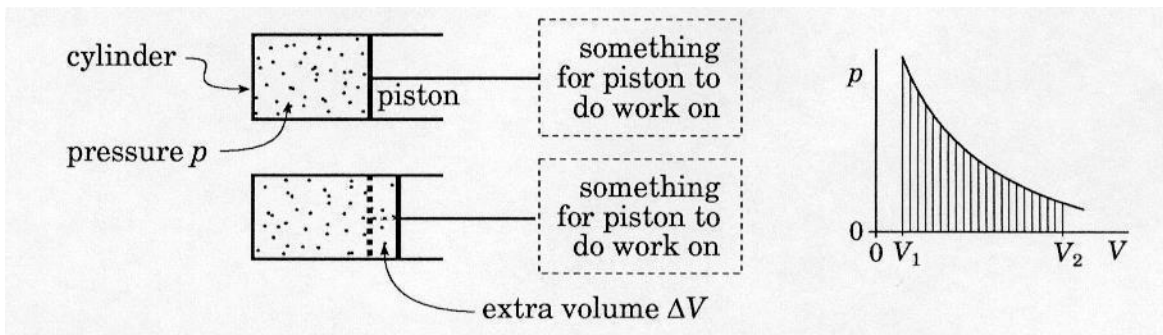 cylinder
piston
pressure p
something
for piston to
do work on
something
for piston to
do work on
extra volume ΔV
p
0
0 V₁ V₂ V